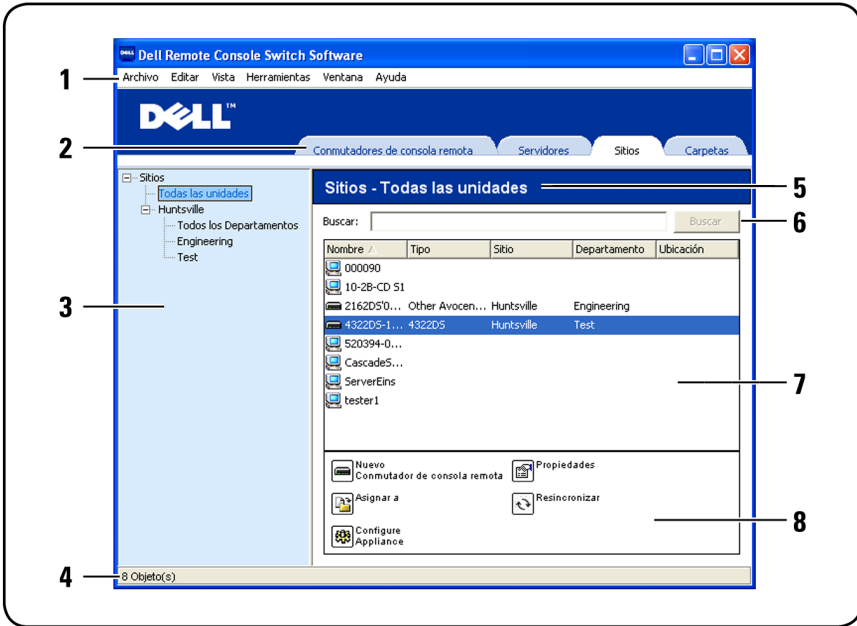 Dell Remote Console Switch Software
1
Archivo Editar Vista Herramientas Ventana Ayuda
DELL™
2
Conmutadores de consola remota Servidores Sitios Carpetas
Sitios
Todas las unidades
Huntsville
Todos los Departamentos
Engineering
Test
3
Sitios - Todas las unidades
5
Buscar: Buscar
6
Nombre Tipo Sitio Departamento Ubicación
000090
10-2B-CD S1
2162DS'0... Other Avocen... Huntsville Engineering
4322DS-1... 4322DS Huntsville Test
520394-0...
CascadeS...
ServerEins
tester1
7
Nuevo
Conmutador de consola remota
Propiedades
Asignar a
Resincronizar
Configure
Appliance
8
4
8 Objeto(s)